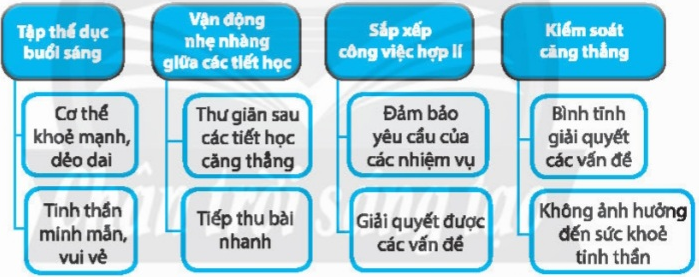 Tập thể dục
buổi sáng
Vận động
nhẹ nhàng
giữa các tiết học
Sắp xếp
công việc hợp lí
Kiểm soát
căng thẳng
Cơ thể
khoẻ mạnh,
dẻo dai
Thư giãn sau
các tiết học
căng thẳng
Đảm bảo
yêu cầu của
các nhiệm vụ
Bình tĩnh
giải quyết
các vấn đề
Tinh thần
minh mẫn,
vui vẻ
Tiếp thu bài
nhanh
Giải quyết được
các vấn đề
Không ảnh hưởng
đến sức khoẻ
tinh thần
Chân trời sáng tạo